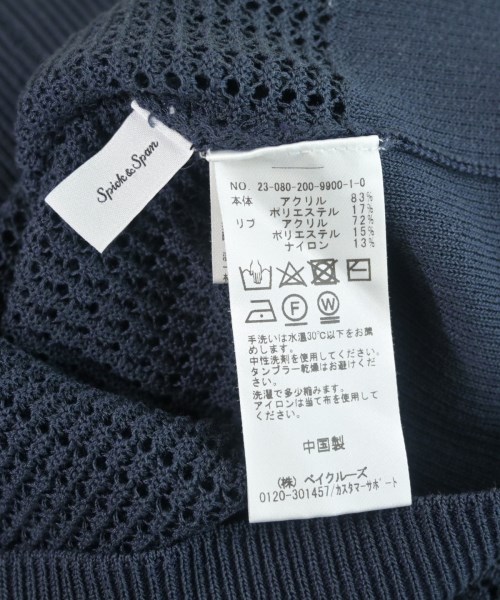 Spick & Span
NO. 23-080-200-9900-1-0
本体 アクリル 83%
ポリエステル 17%
リブ アクリル 72%
ポリエステル 15%
ナイロン 13%
F W
手洗いは水温30℃以下をお薦
めします。
中性洗剤を使用してください。
タンブラー乾燥はお避けくだ
さい。
洗濯で多少縮みます。
アイロンは当て布を使用して
ください。
中国製
(株) ベイクルーズ
0120-301457/カスタマーサポート